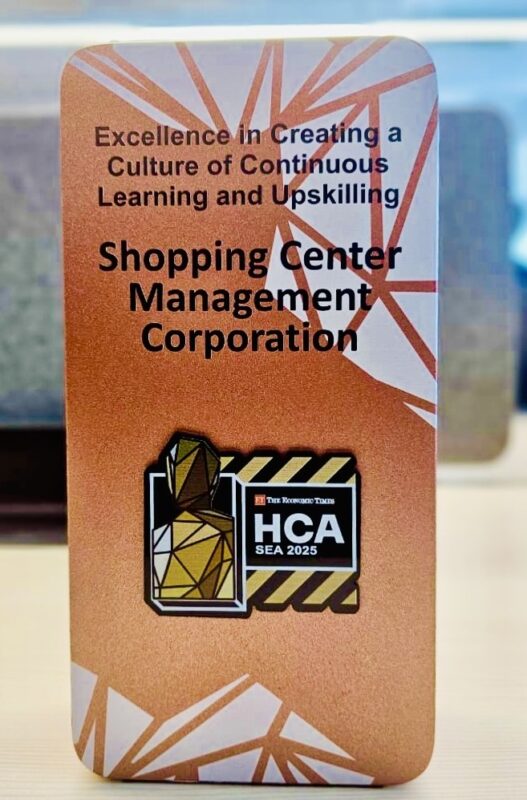 Excellence in Creating a
Culture of Continuous
Learning and Upskilling
Shopping Center
Management
Corporation
ET THE ECONOMIC TIMES
HCA
SEA 2025